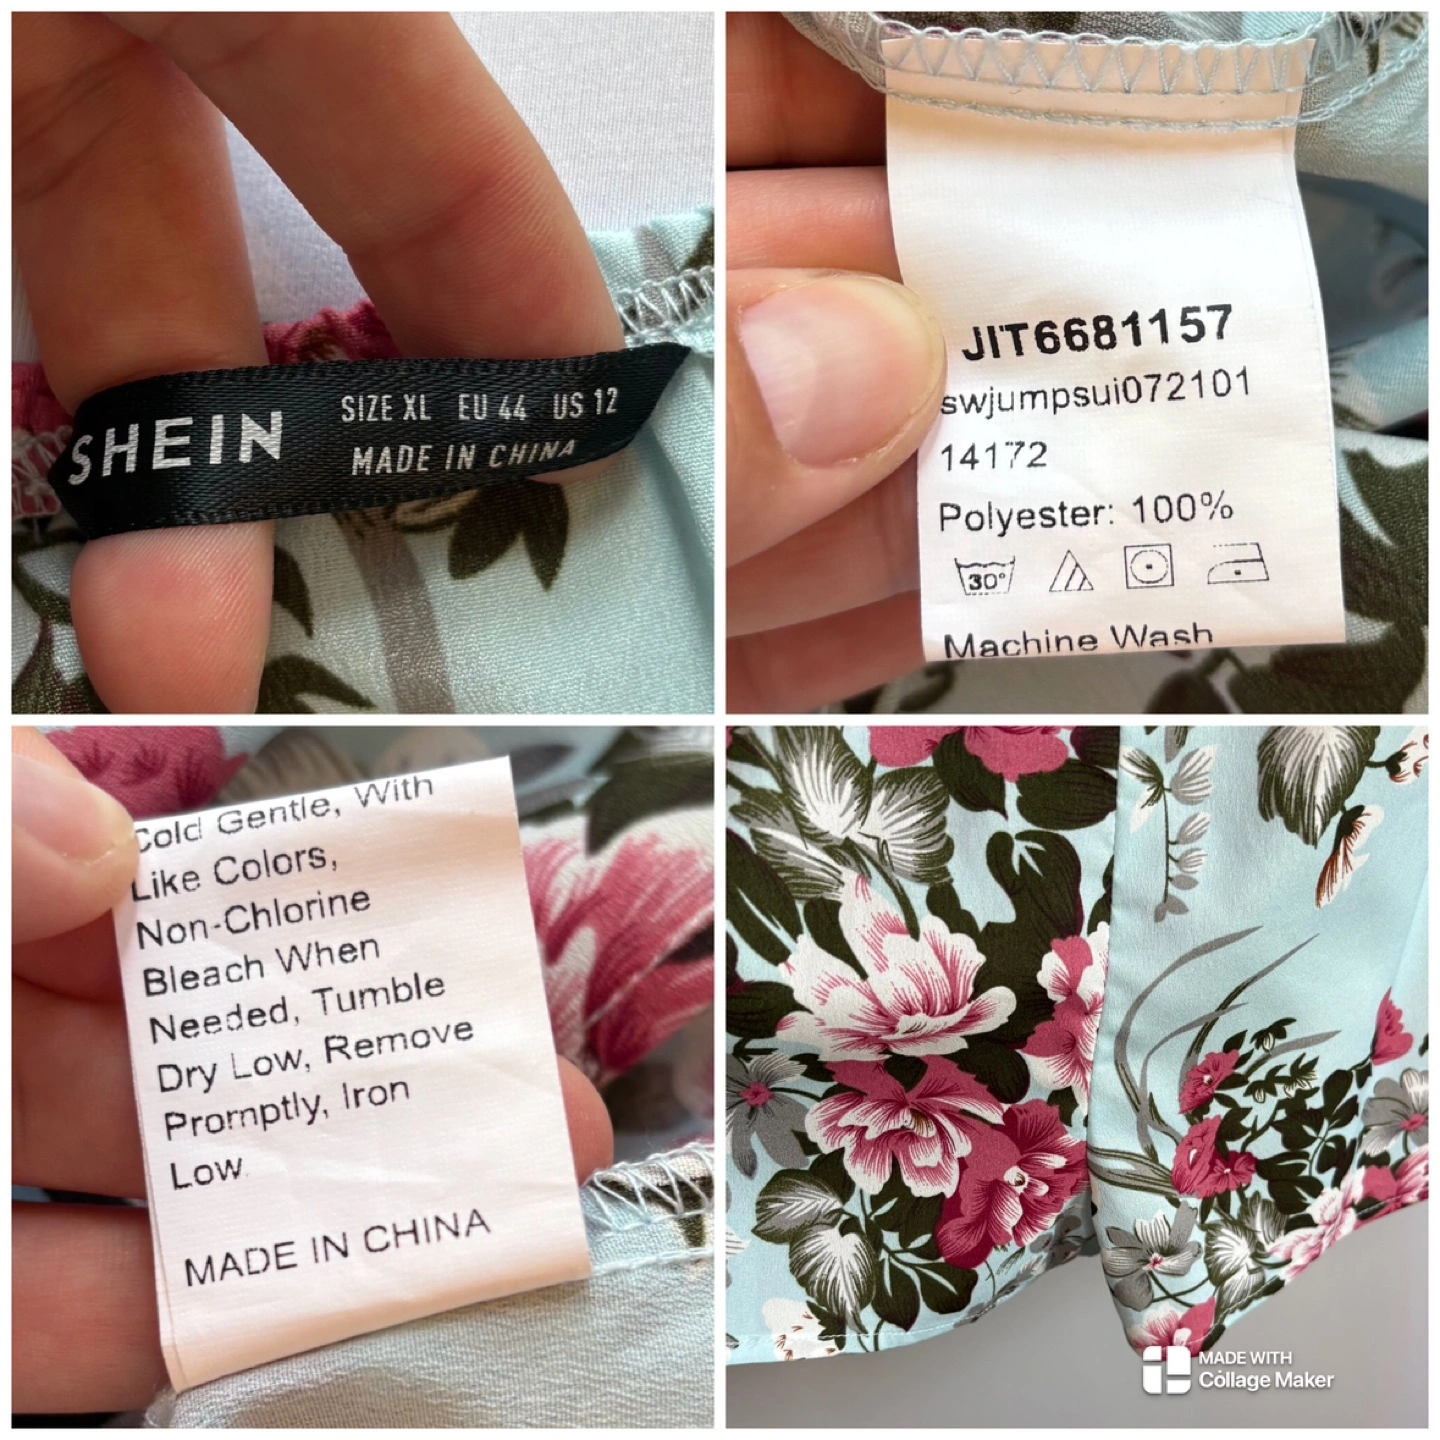 SHEIN
SIZE XL EU 44 US 12
MADE IN CHINA
JIT6681157
swjumpsui072101
14172
Polyester: 100%
30°
Machine Wash
Cold Gentle, With
Like Colors,
Non-Chlorine
Bleach When
Needed, Tumble
Dry Low, Remove
Promptly, Iron
Low.
MADE IN CHINA
MADE WITH
Collage Maker